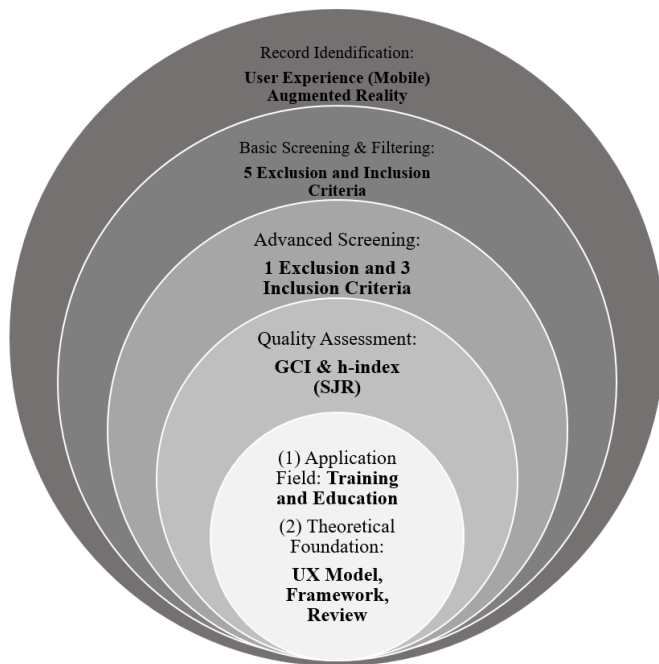 Record Idenification:
User Experience (Mobile)
Augmented Reality
Basic Screening & Filtering:
5 Exclusion and Inclusion
Criteria
Advanced Screening:
1 Exclusion and 3
Inclusion Criteria
Quality Assessment:
GCI & h-index
(SJR)
(1) Application
Field: Training
and Education
(2) Theoretical
Foundation:
UX Model,
Framework,
Review